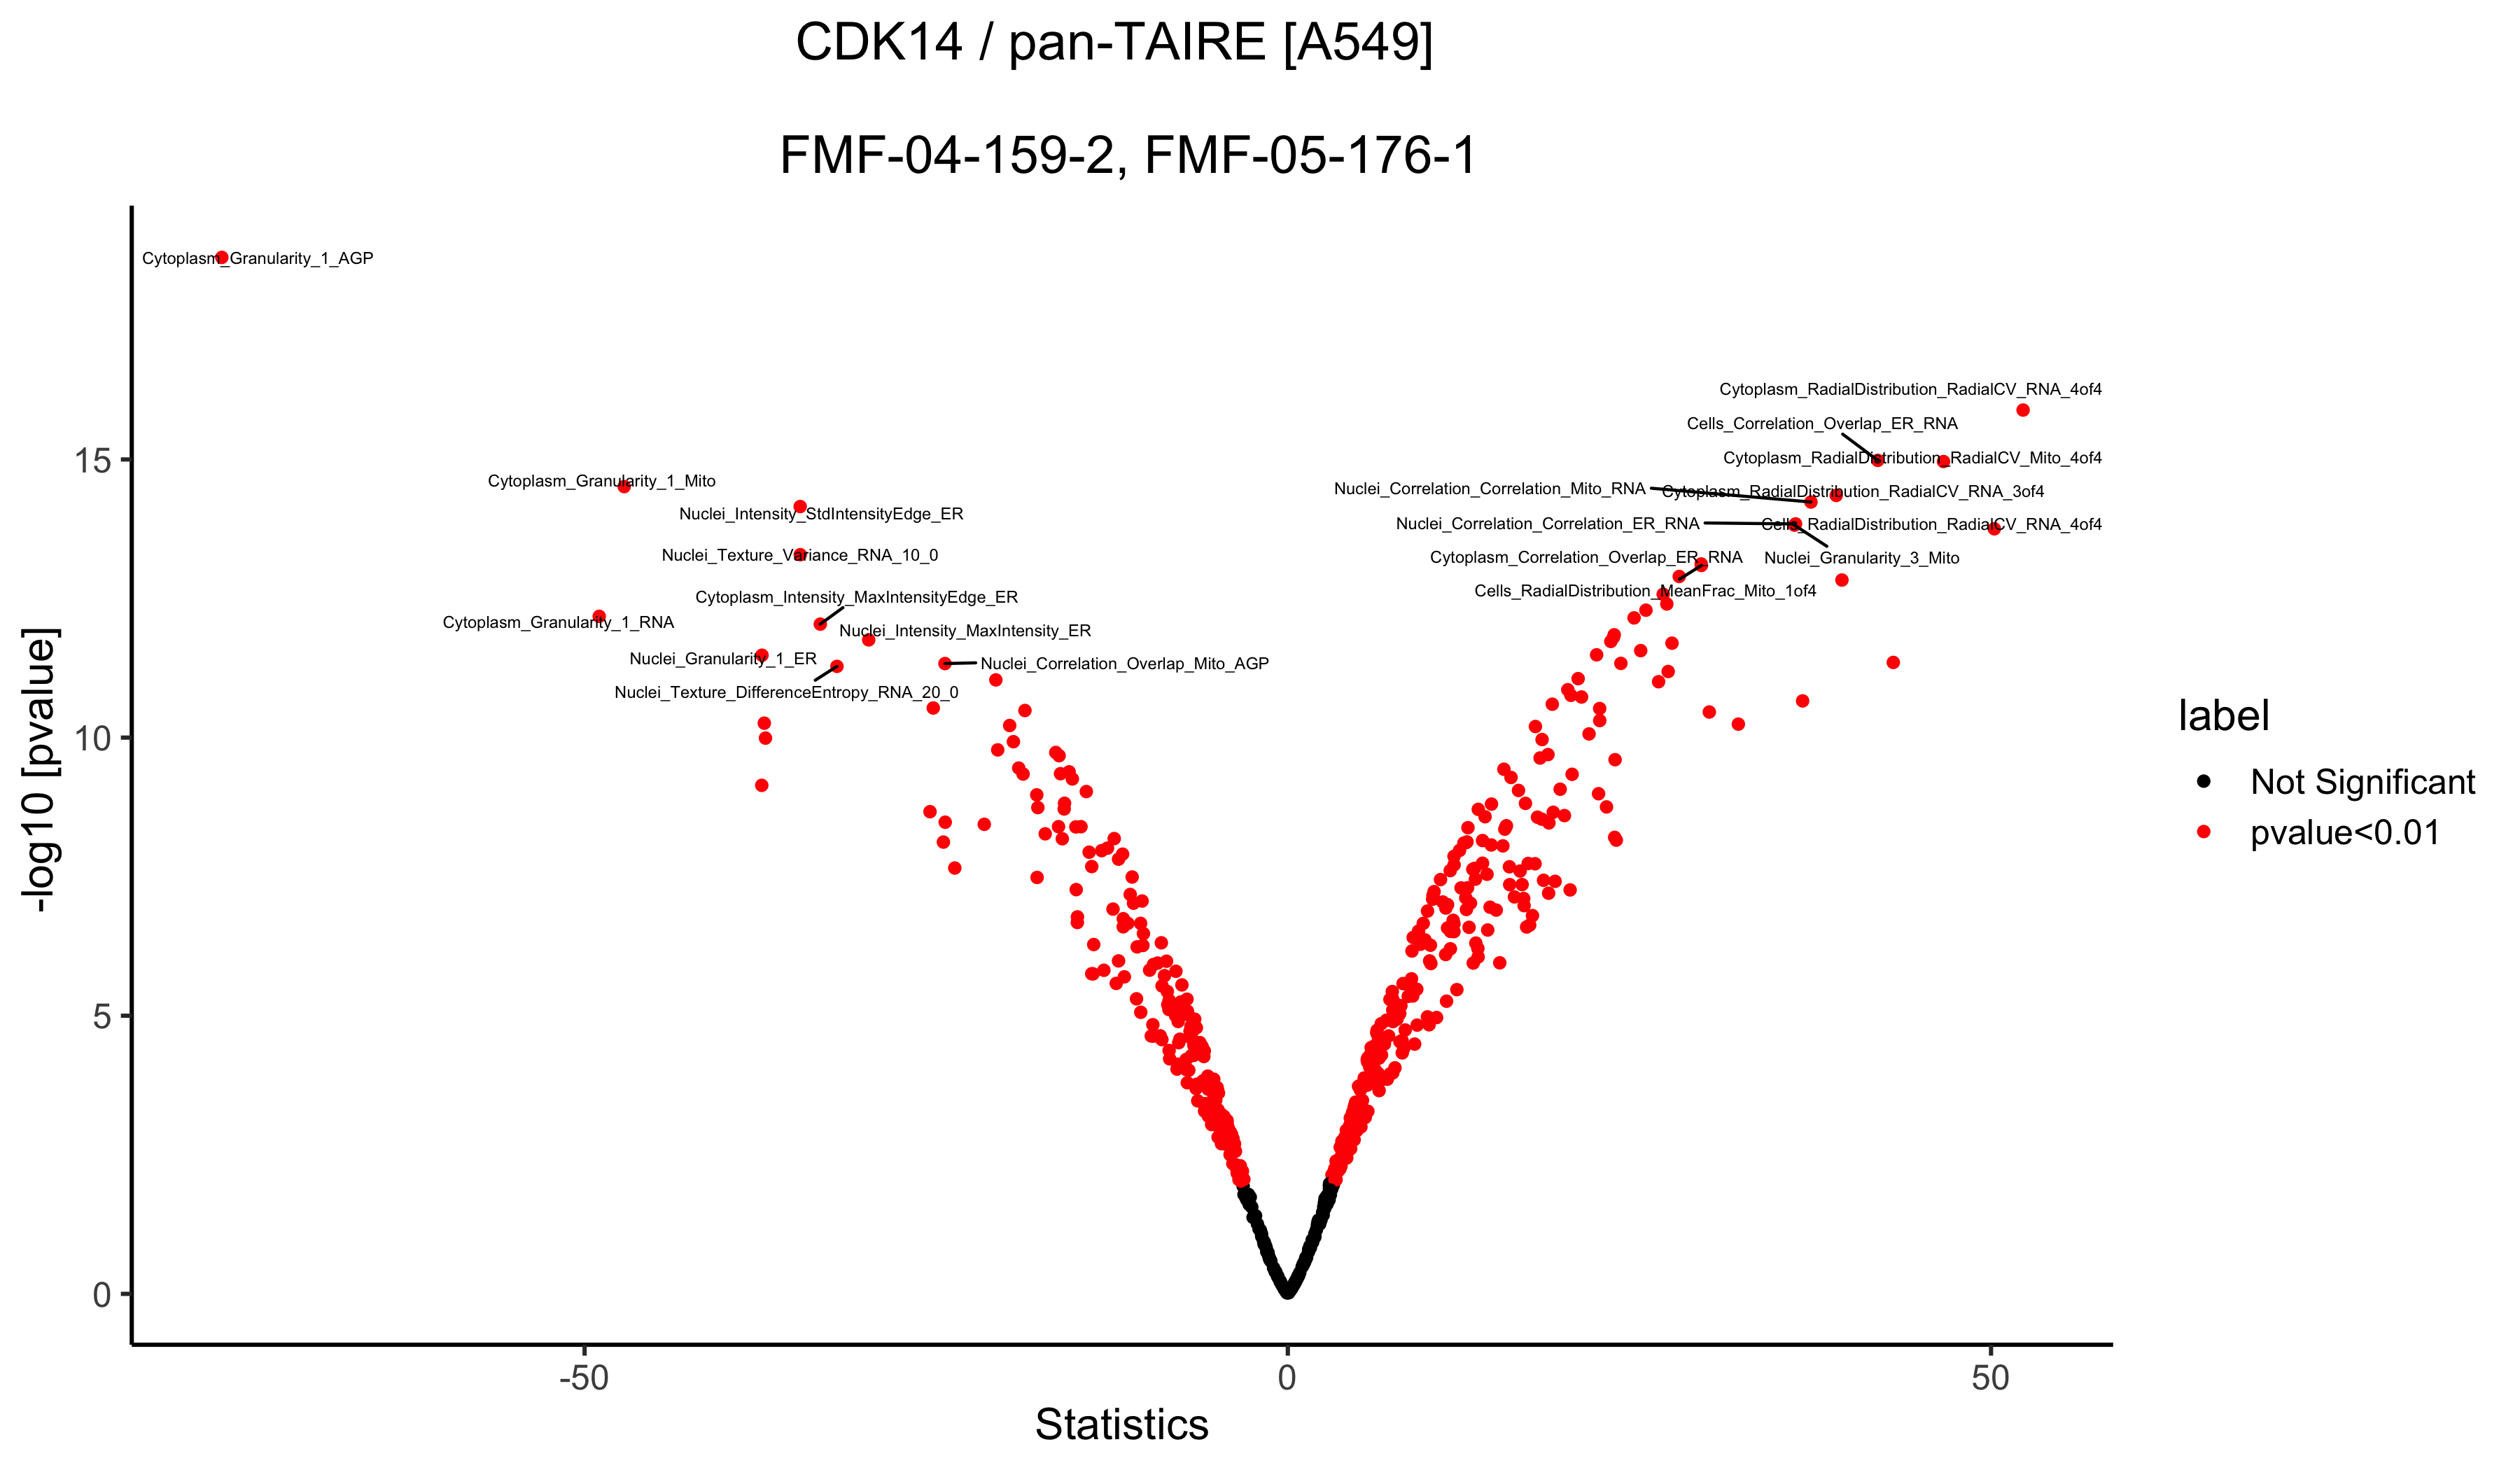 CDK14 / pan-TAIRE [A549]
FMF-04-159-2, FMF-05-176-1
-log10 [pvalue]
15
10
5
0
Cytoplasm_Granularity_1_AGP
Cytoplasm_RadialDistribution_RadialCV_RNA_4of4
Cells_Correlation_Overlap_ER_RNA
Cytoplasm_RadialDistribution_RadialCV_Mito_4of4
Cytoplasm_Granularity_1_Mito
Nuclei_Correlation_Correlation_Mito_RNA
Cytoplasm_RadialDistribution_RadialCV_RNA_3of4
Nuclei_Intensity_StdIntensityEdge_ER
Nuclei_Correlation_Correlation_ER_RNA
Cells_RadialDistribution_RadialCV_RNA_4of4
Nuclei_Texture_Variance_RNA_10_0
Cytoplasm_Correlation_Overlap_ER_RNA
Nuclei_Granularity_3_Mito
Cytoplasm_Intensity_MaxIntensityEdge_ER
Cells_RadialDistribution_MeanFrac_Mito_1of4
Cytoplasm_Granularity_1_RNA
Nuclei_Intensity_MaxIntensity_ER
Nuclei_Granularity_1_ER
Nuclei_Correlation_Overlap_Mito_AGP
Nuclei_Texture_DifferenceEntropy_RNA_20_0
-50
0
50
Statistics
label
Not Significant
pvalue<0.01